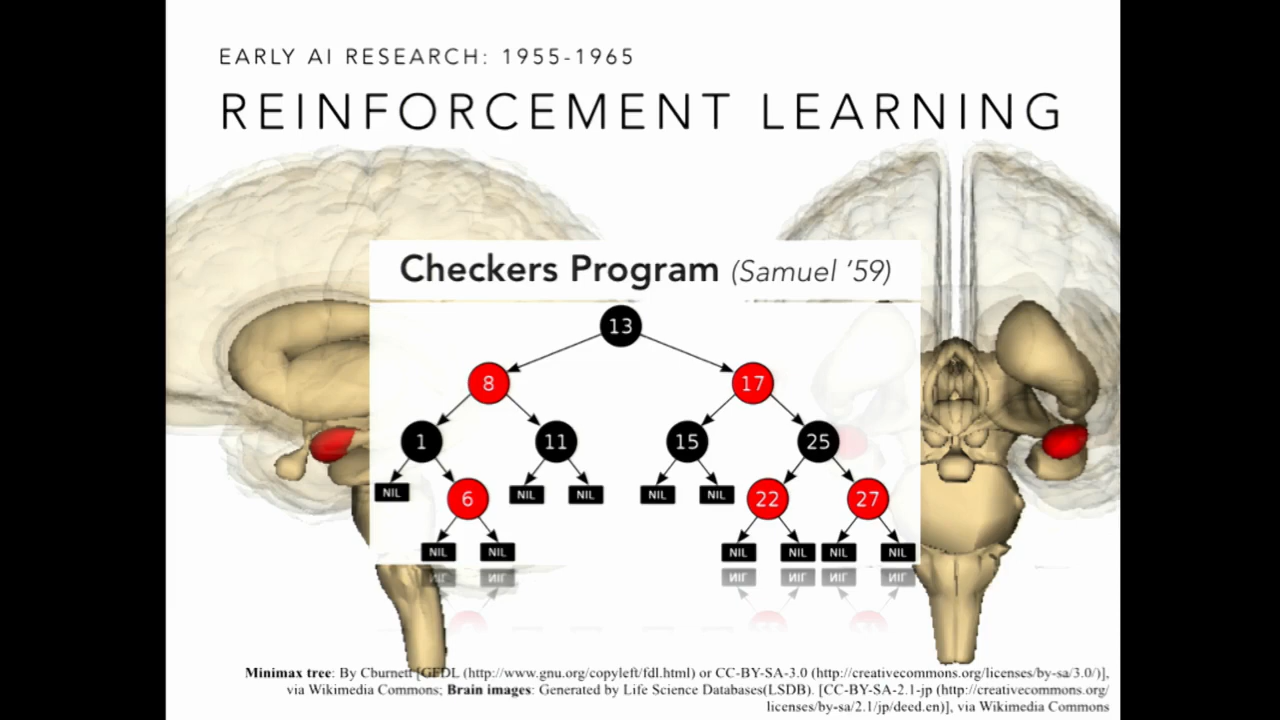 EARLY AI RESEARCH: 1955-1965
REINFORCEMENT LEARNING
Checkers Program (Samuel '59)
13
8 17
1 11 15 25
NIL 6 NIL NIL NIL NIL 22 27
NIL NIL NIL NIL NIL NIL
Minimax tree: By Cburnett [GFDL (http://www.gnu.org/copyleft/fdl.html) or CC-BY-SA-3.0 (http://creativecommons.org/licenses/by-sa/3.0/)],
via Wikimedia Commons; Brain images: Generated by Life Science Databases(LSDB). [CC-BY-SA-2.1-jp (http://creativecommons.org/
licenses/by-sa/2.1/jp/deed.en)], via Wikimedia Commons